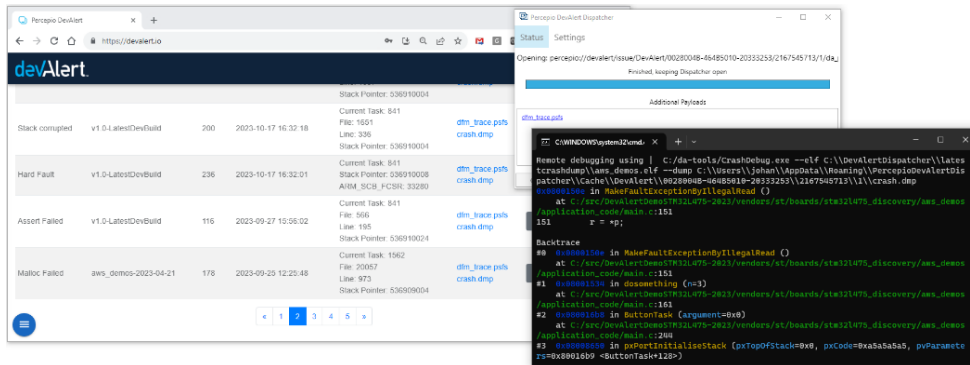 Percepio DevAlert
https://devalert.io
devAlert.
Stack Pointer: 536910004
Stack corrupted v1.0-LatestDevBuild 200 2023-10-17 16:32:18
Current Task: 841
File: 1651
Line: 336
Stack Pointer: 536910004
dfm_trace.psfs
crash.dmp
Hard Fault v1.0-LatestDevBuild 236 2023-10-17 16:32:01
Current Task: 841
Stack Pointer: 536910008
ARM_SCB_FCSR: 33280
dfm_trace.psfs
crash.dmp
Assert Failed v1.0-LatestDevBuild 116 2023-09-27 15:56:02
Current Task: 841
File: 566
Line: 195
Stack Pointer: 536910024
dfm_trace.psfs
crash.dmp
Malloc Failed aws_demos-2023-04-21 178 2023-09-25 12:25:48
Current Task: 1562
File: 20057
Line: 973
Stack Pointer: 536909004
dfm_trace.psfs
crash.dmp
« 1 2 3 4 5 »
Percepio DevAlert Dispatcher
Status Settings
Opening: percepio://devalert/issue/DevAlert/0028004B-46485010-20333253/2167545713/1/da_
Finished, keeping Dispatcher open
Additional Payloads
dfm_trace.psfs
C:\WINDOWS\system32\cmd.
Remote debugging using | C:/da-tools/CrashDebug.exe --elf C:\\DevAlertDispatcher\\lates
tcrashdump\\aws_demos.elf --dump C:\\Users\\johan\\AppData\\Roaming\\PercepioDevAlertDis
patcher\\Cache\\DevAlert\\0028004B-46485010-20333253\\2167545713\\1\\crash.dmp
in MakeFaultExceptionByIllegalRead ()
at C:/src/DevAlertDemoSTM32L475-2023/vendors/st/boards/stm32l475_discovery/aws_demos
/application_code/main.c:151
151 r = *p;
Backtrace
#0 in MakeFaultExceptionByIllegalRead ()
at C:/src/DevAlertDemoSTM32L475-2023/vendors/st/boards/stm32l475_discovery/aws_demos
/application_code/main.c:151
#1 in dosomething (n=3)
at C:/src/DevAlertDemoSTM32L475-2023/vendors/st/boards/stm32l475_discovery/aws_demos
/application_code/main.c:161
#2 in ButtonTask (argument=0x0)
at C:/src/DevAlertDemoSTM32L475-2023/vendors/st/boards/stm32l475_discovery/aws_demos
/application_code/main.c:244
#3 in pxPortInitialiseStack (pxTopOfStack=0x0, pxCode=0xa5a5a5a5, pvParamete
rs=0x80016b9 <ButtonTask+128>)